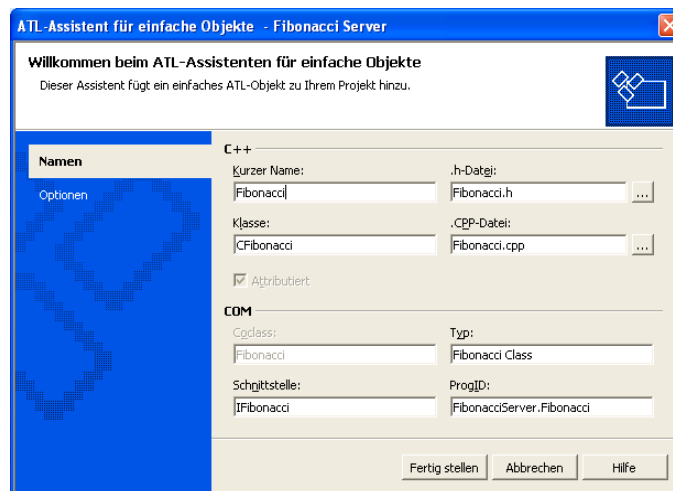 ATL-Assistent für einfache Objekte - Fibonacci Server
Willkommen beim ATL-Assistenten für einfache Objekte
Dieser Assistent fügt ein einfaches ATL-Objekt zu Ihrem Projekt hinzu.
Namen
Optionen
C++
Kurzer Name:
.h-Datei:
Fibonacci
Fibonacci.h
...
Klasse:
.CPP-Datei:
CFibonacci
Fibonacci.cpp
...
Attributiert
COM
Coclass:
Typ:
Fibonacci
Fibonacci Class
Schnittstelle:
ProgID:
IFibonacci
FibonacciServer.Fibonacci
Fertig stellen
Abbrechen
Hilfe